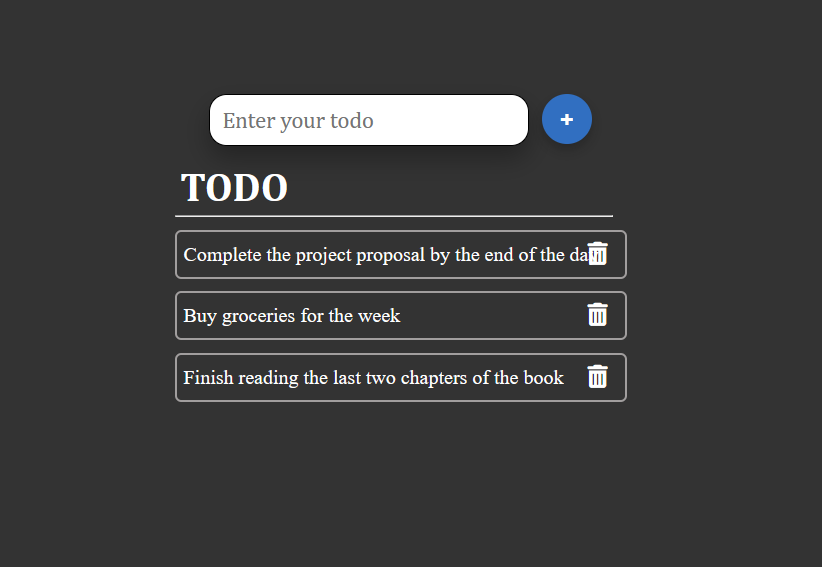 Enter your todo
+
TODO
Complete the project proposal by the end of the da
Buy groceries for the week
Finish reading the last two chapters of the book